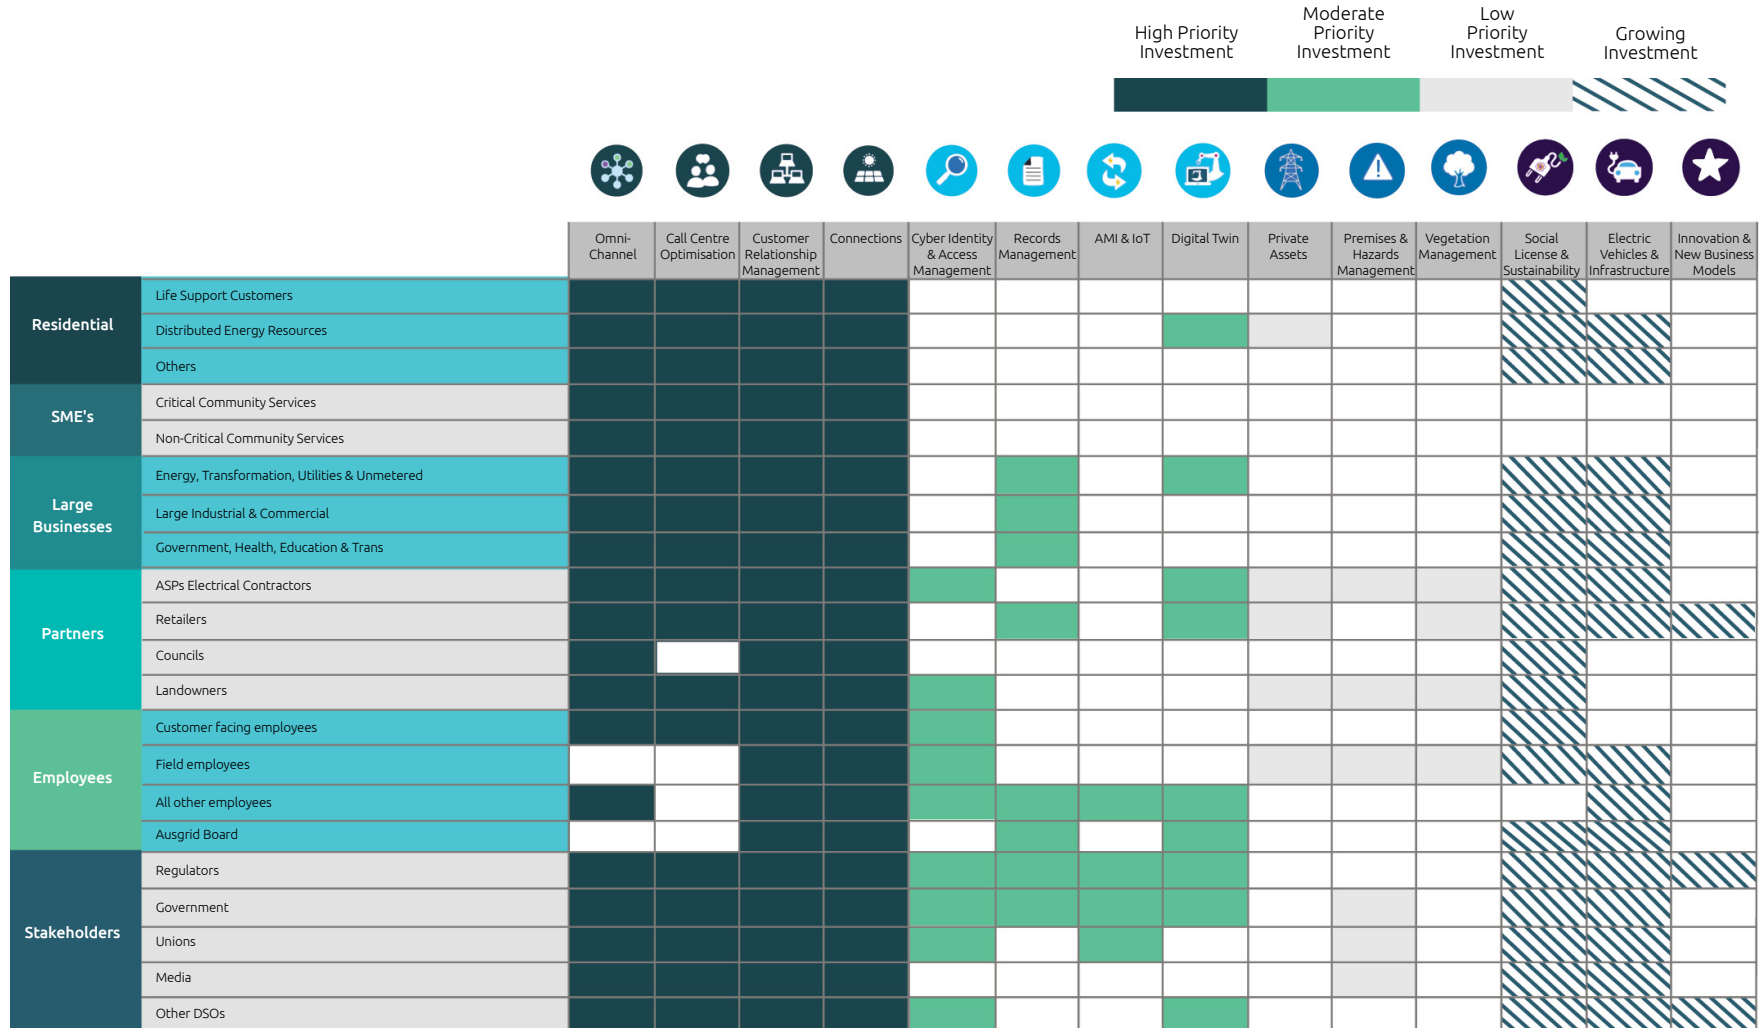 High Priority
Investment
Moderate
Priority
Investment
Low
Priority
Investment
Growing
Investment
Omni-
Channel
Call Centre
Optimisation
Customer
Relationship
Management
Connections
Cyber Identity
& Access
Management
Records
Management
AMI & IoT
Digital Twin
Private
Assets
Premises &
Hazards
Management
Vegetation
Management
Social
License &
Sustainability
Electric
Vehicles &
Infrastructure
Innovation &
New Business
Models
Residential
Life Support Customers
Distributed Energy Resources
Others
SME's
Critical Community Services
Non-Critical Community Services
Large
Businesses
Energy, Transformation, Utilities & Unmetered
Large Industrial & Commercial
Government, Health, Education & Trans
Partners
ASPs Electrical Contractors
Retailers
Councils
Landowners
Employees
Customer facing employees
Field employees
All other employees
Ausgrid Board
Stakeholders
Regulators
Government
Unions
Media
Other DSOs